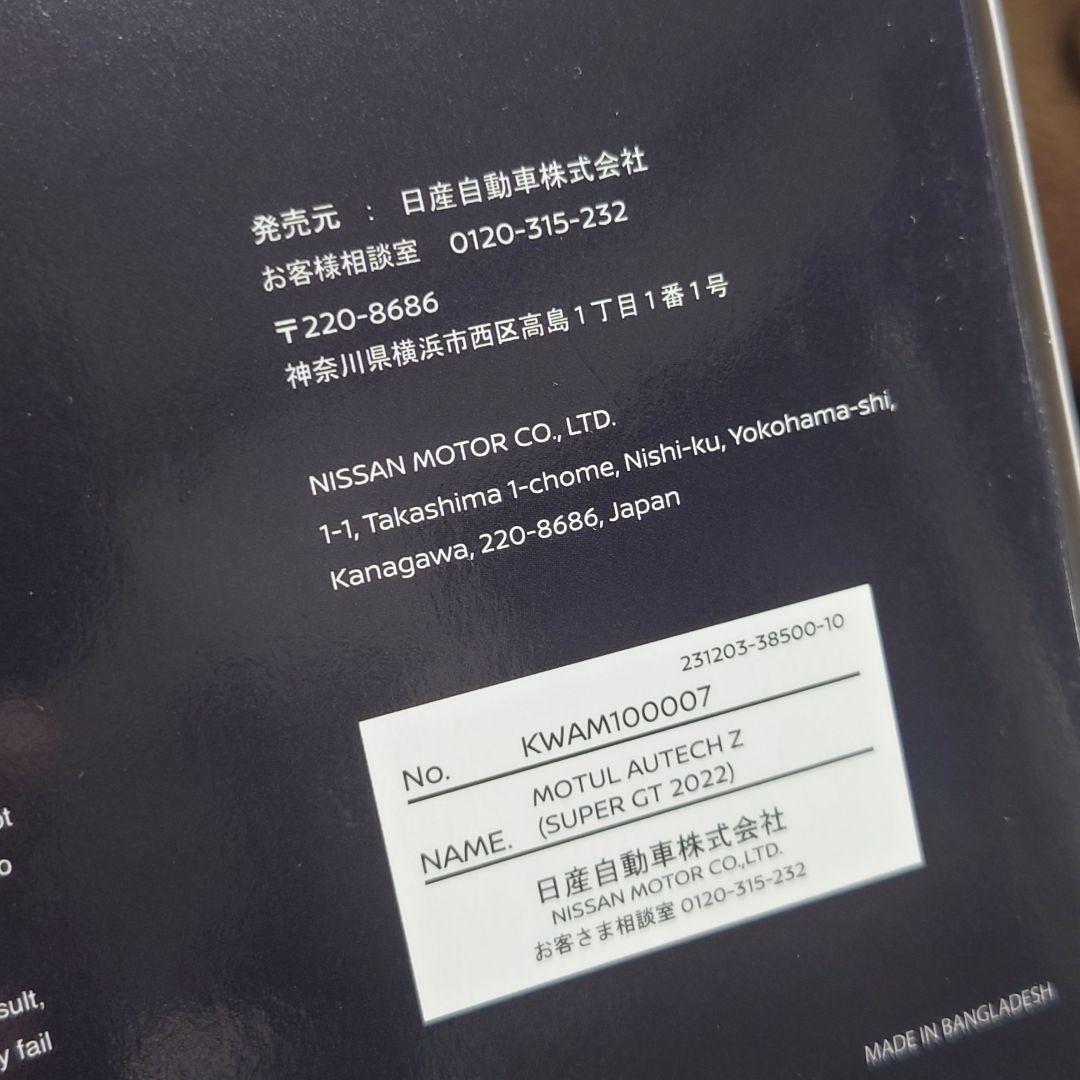 発売元 : 日産自動車株式会社
お客様相談室 0120-315-232
〒220-8686
神奈川県横浜市西区高島1丁目1番1号
NISSAN MOTOR CO., LTD.
1-1, Takashima 1-chome, Nishi-ku, Yokohama-shi,
Kanagawa, 220-8686, Japan
231203-38500-10
No. KWAM100007
NAME. MOTUL AUTECH Z
(SUPER GT 2022)
日産自動車株式会社
NISSAN MOTOR CO.,LTD.
お客さま相談室 0120-315-232
MADE IN BANGLADESH
fail